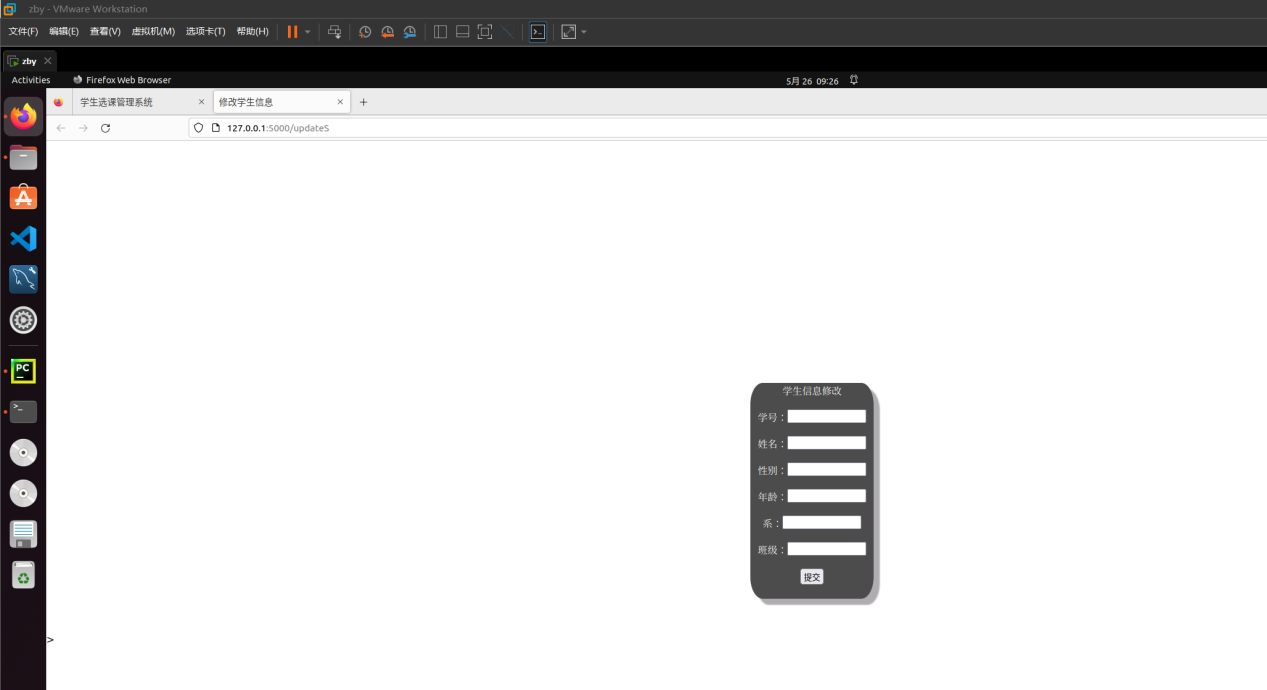 zby - VMware Workstation
文件(F) 编辑(E) 查看(V) 虚拟机(M) 选项卡(T) 帮助(H)
zby
Activities Firefox Web Browser 5月 26 09:26
学生选课管理系统 修改学生信息
127.0.0.1:5000/updateS
PC
学生信息修改
学号：
姓名：
性别：
年龄：
系：
班级：
提交
>